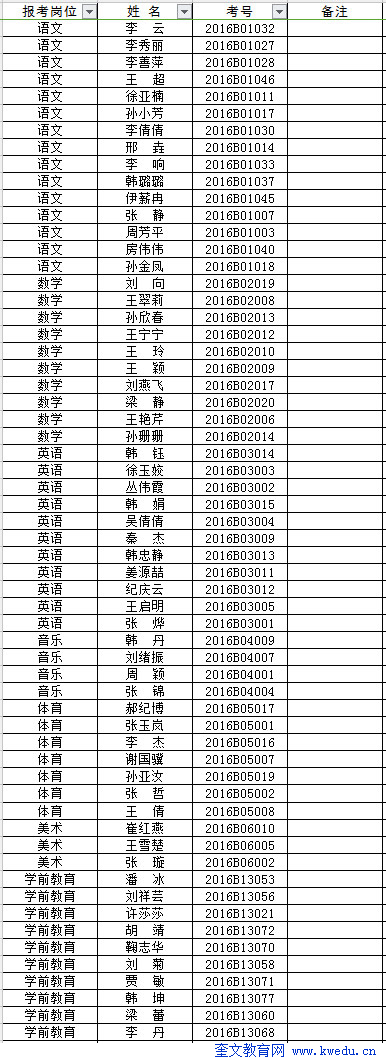 报考岗位 姓 名 考号 备注
语文 李 云 2016B01032
语文 李秀丽 2016B01027
语文 李善萍 2016B01028
语文 王 超 2016B01046
语文 徐亚楠 2016B01011
语文 孙小芳 2016B01017
语文 李倩倩 2016B01030
语文 邢 垚 2016B01014
语文 李 响 2016B01033
语文 韩璐璐 2016B01037
语文 伊薪冉 2016B01045
语文 张 静 2016B01007
语文 周芳平 2016B01003
语文 房伟伟 2016B01040
语文 孙金凤 2016B01018
数学 刘 向 2016B02019
数学 王翠莉 2016B02008
数学 孙欣春 2016B02013
数学 王宁宁 2016B02012
数学 王 玲 2016B02010
数学 王 颖 2016B02009
数学 刘燕飞 2016B02017
数学 梁 静 2016B02020
数学 王艳芹 2016B02006
数学 孙珊珊 2016B02014
英语 韩 钰 2016B03014
英语 徐玉姣 2016B03003
英语 丛伟霞 2016B03002
英语 韩 娟 2016B03015
英语 吴倩倩 2016B03004
英语 秦 杰 2016B03009
英语 韩忠静 2016B03013
英语 姜源喆 2016B03011
英语 纪庆云 2016B03012
英语 王启明 2016B03005
英语 张 烨 2016B03001
音乐 韩 丹 2016B04009
音乐 刘绪振 2016B04007
音乐 周 颖 2016B04001
音乐 张 锦 2016B04004
体育 郝纪博 2016B05017
体育 张玉岚 2016B05001
体育 李 杰 2016B05016
体育 谢国骥 2016B05007
体育 孙亚汝 2016B05019
体育 张 哲 2016B05002
体育 王 倩 2016B05008
美术 崔红燕 2016B06010
美术 王雪楚 2016B06005
美术 张 璇 2016B06002
学前教育 潘 冰 2016B13053
学前教育 刘祥芸 2016B13056
学前教育 许莎莎 2016B13021
学前教育 胡 靖 2016B13072
学前教育 鞠志华 2016B13070
学前教育 刘 菊 2016B13058
学前教育 贾 敏 2016B13071
学前教育 韩 坤 2016B13077
学前教育 梁 蕾 2016B13060
学前教育 李 丹 2016B13068
奎文教育网 www.kwedu.cn